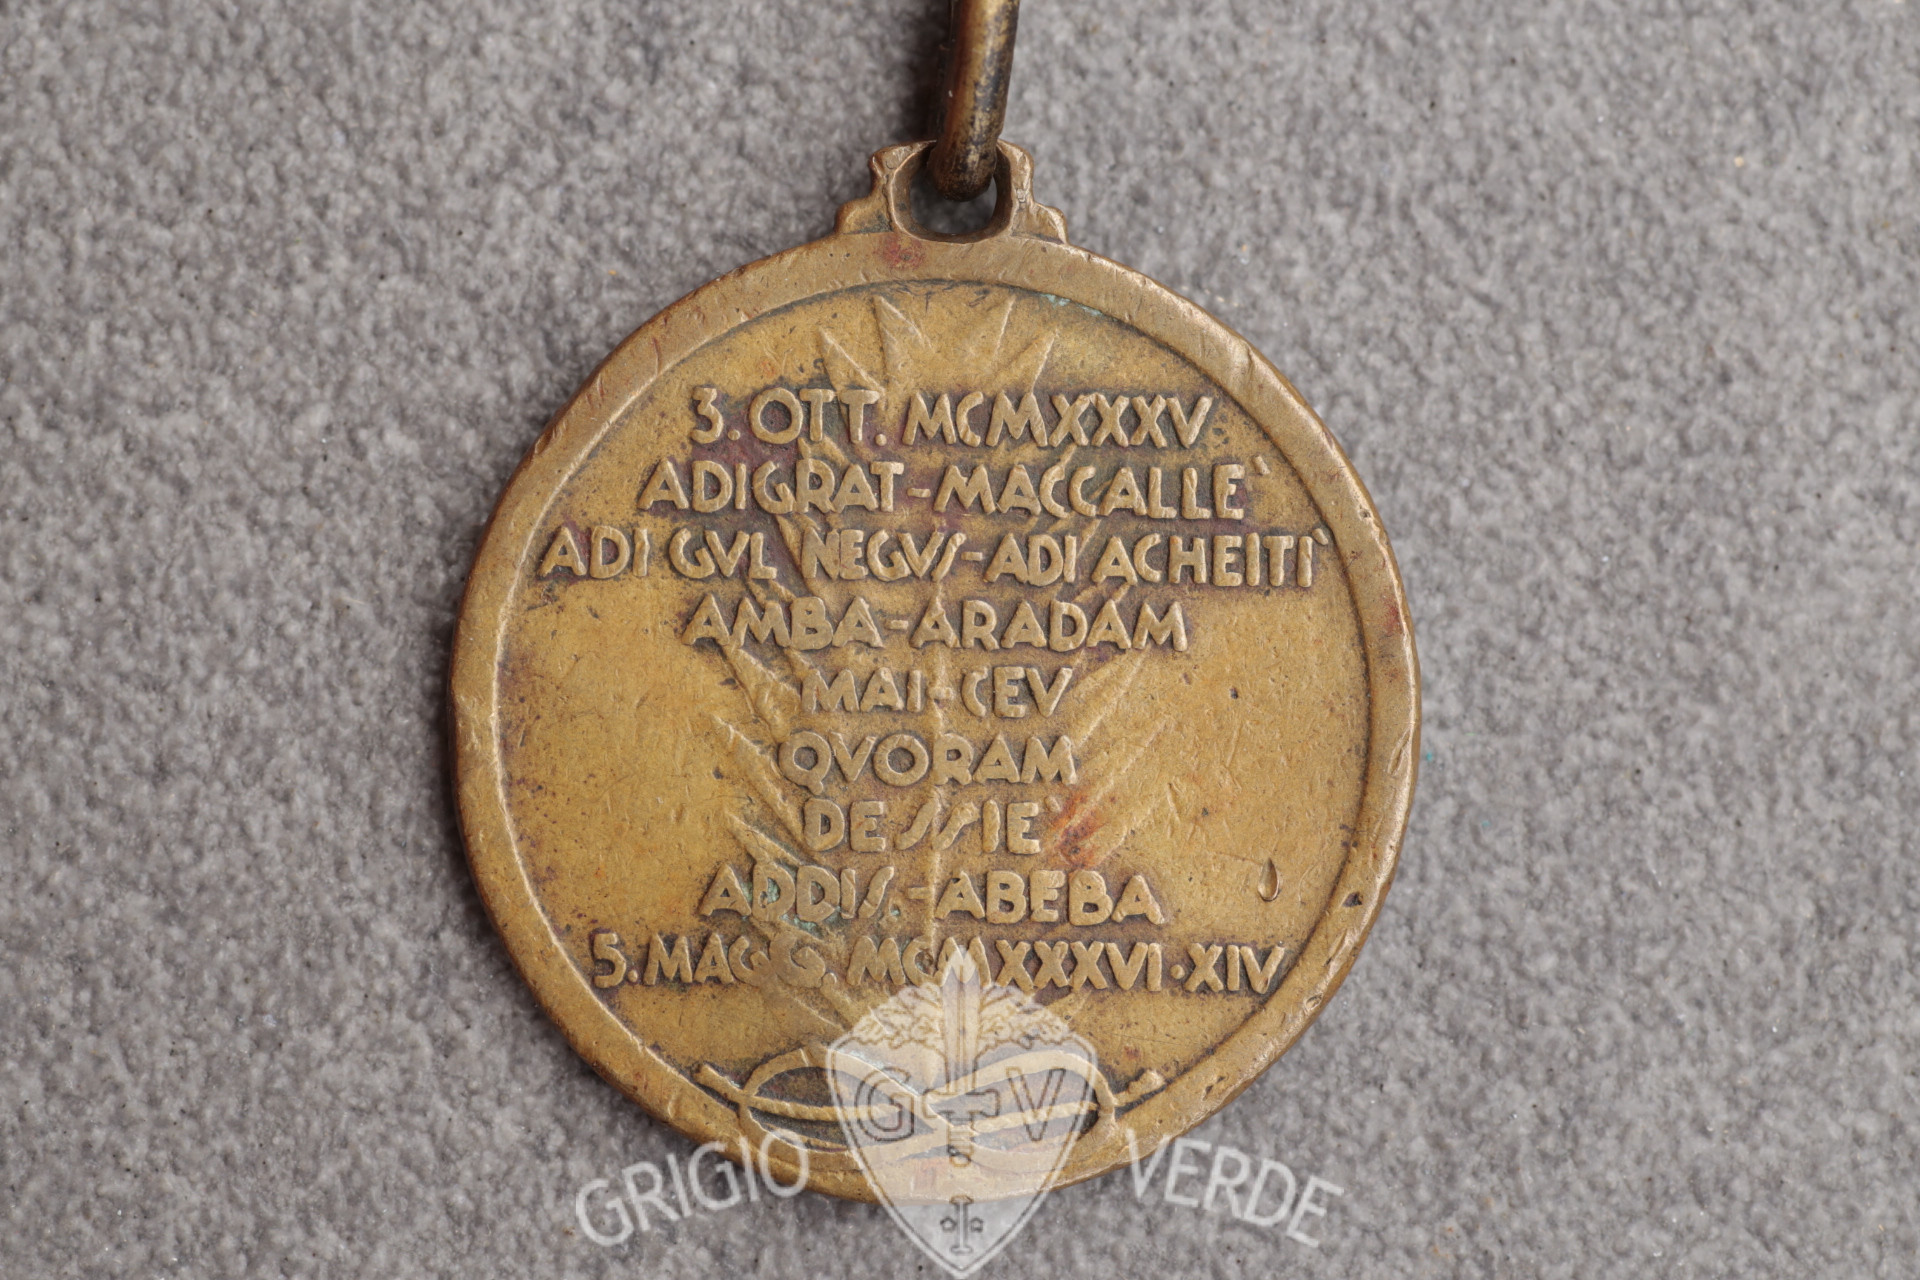 3. OTT. MCMXXXV
ADIGRAT-MACCALLE`
ADI GVL NEGVS-ADI ACHEITI`
AMBA-ARADAM
MAI-CEV
QVORAM
DESSIE`
ADDIS.-ABEBA
5. MAGG. MCMXXXVI·XIV
G V
GRIGIO VERDE